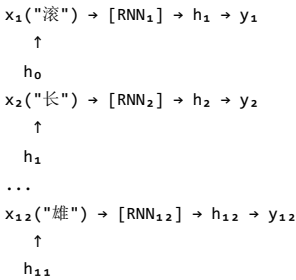 x₁("滚") → [RNN₁] → h₁ → y₁
↑
h₀
x₂("长") → [RNN₂] → h₂ → y₂
↑
h₁
...
x₁₂("雄") → [RNN₁₂] → h₁₂ → y₁₂
↑
h₁₁